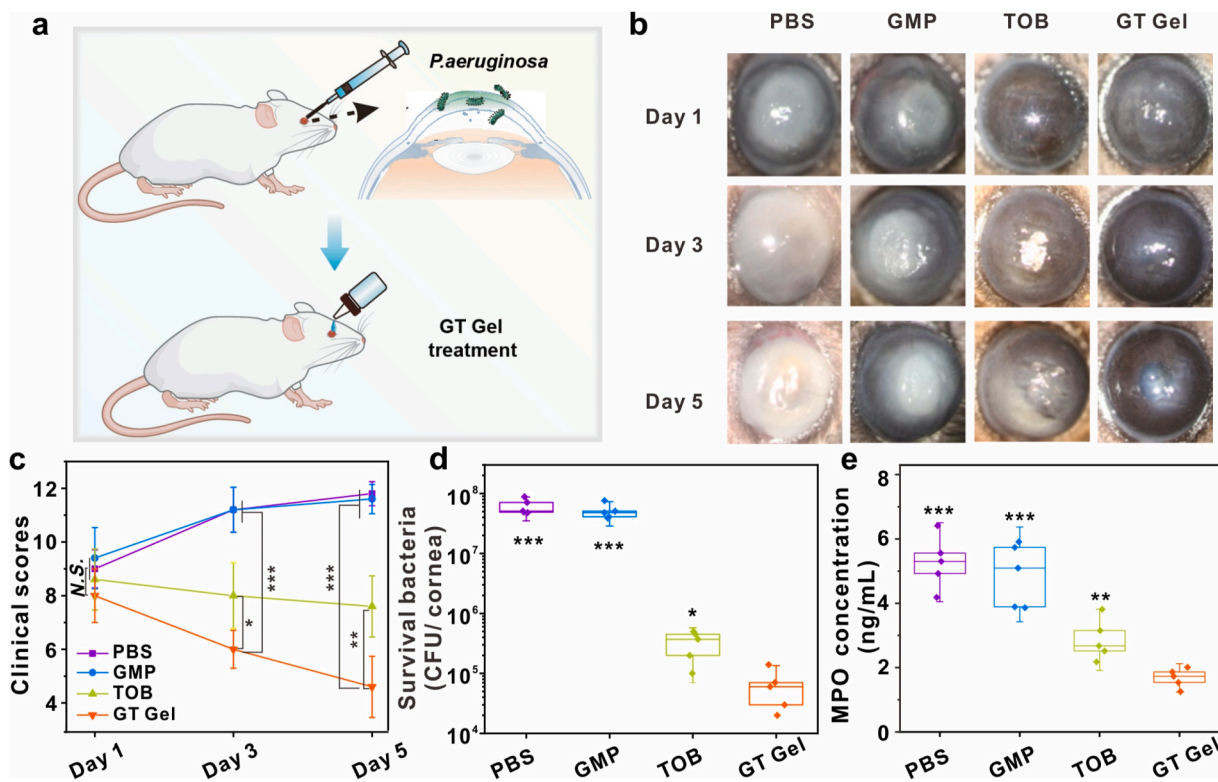 a
P.aeruginosa
GT Gel
treatment
b
PBS GMP TOB GT Gel
Day 1
Day 3
Day 5
c
Clinical scores
12
10
8
6
4
N.S.
***
*
***
**
PBS
GMP
TOB
GT Gel
Day 1 Day 3 Day 5
d
Survival bacteria
(CFU/ cornea)
10⁸
10⁷
10⁶
10⁵
10⁴
*** *** *
PBS GMP TOB GT Gel
e
MPO concentration
(ng/mL)
8
6
4
2
0
*** *** **
PBS GMP TOB GT Gel